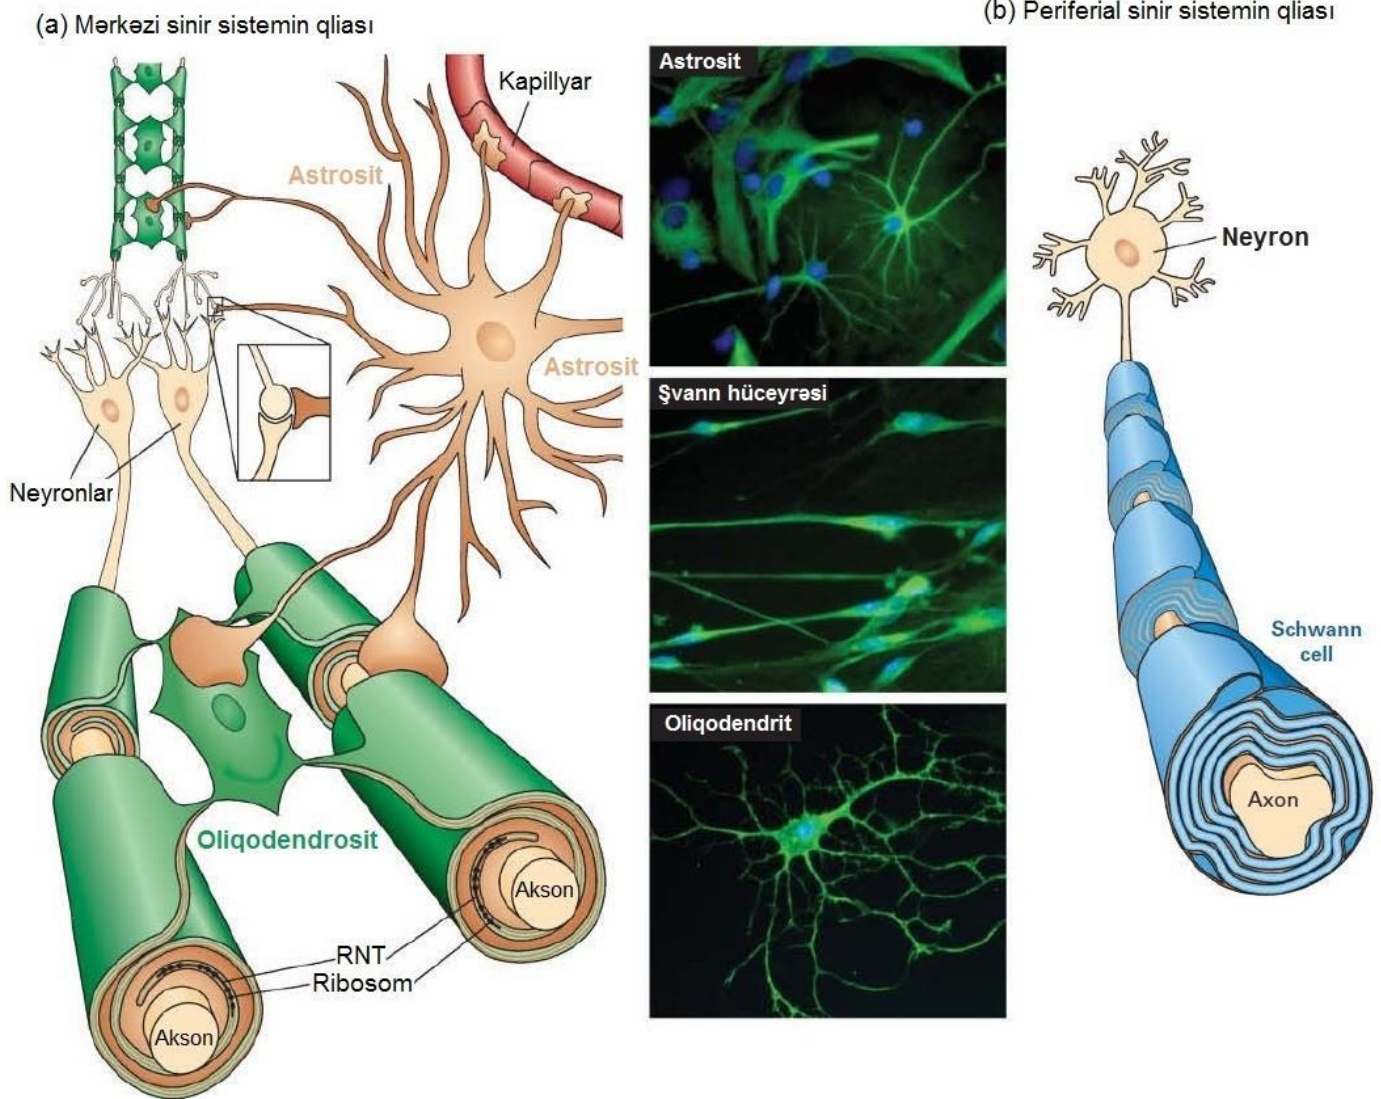 (a) Mərkəzi sinir sistemin qliası
(b) Periferial sinir sistemin qliası
Kapillyar
Astrosit
Astrosit
Neyronlar
Oliqodendrosit
RNT
Ribosom
Akson
Akson
Astrosit
Şvann hüceyrəsi
Oliqodendrit
Neyron
Schwann
cell
Axon